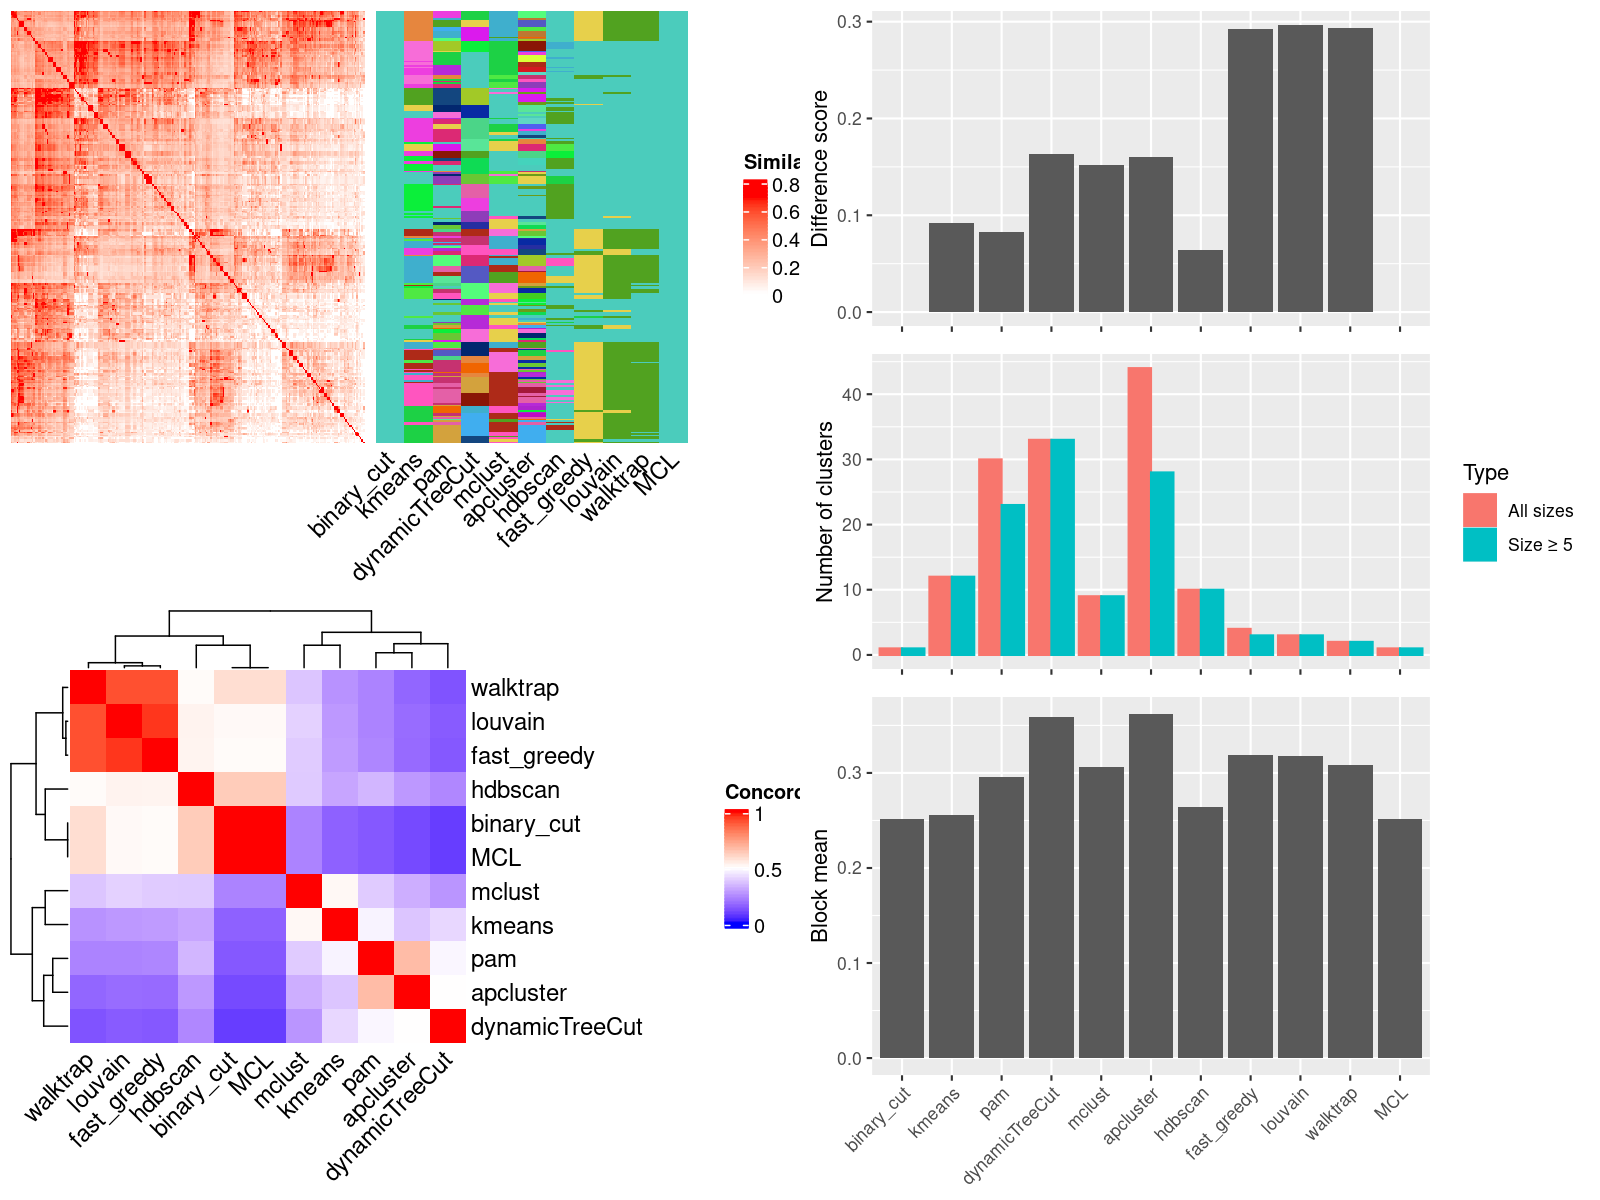 Simila
0.8
0.6
0.4
0.2
0
binary_cut
kmeans
pam
dynamicTreeCut
mclust
apcluster
hdbscan
fast_greedy
louvain
walktrap
MCL
Difference score
0.3
0.2
0.1
0.0
Number of clusters
40
30
20
10
0
Type
All sizes
Size ≥ 5
walktrap
louvain
fast_greedy
hdbscan
binary_cut
MCL
mclust
kmeans
pam
apcluster
dynamicTreeCut
walktrap
louvain
fast_greedy
hdbscan
binary_cut
MCL
mclust
kmeans
pam
apcluster
dynamicTreeCut
Concord
1
0.5
0
Block mean
0.3
0.2
0.1
0.0
binary_cut
kmeans
pam
dynamicTreeCut
mclust
apcluster
hdbscan
fast_greedy
louvain
walktrap
MCL